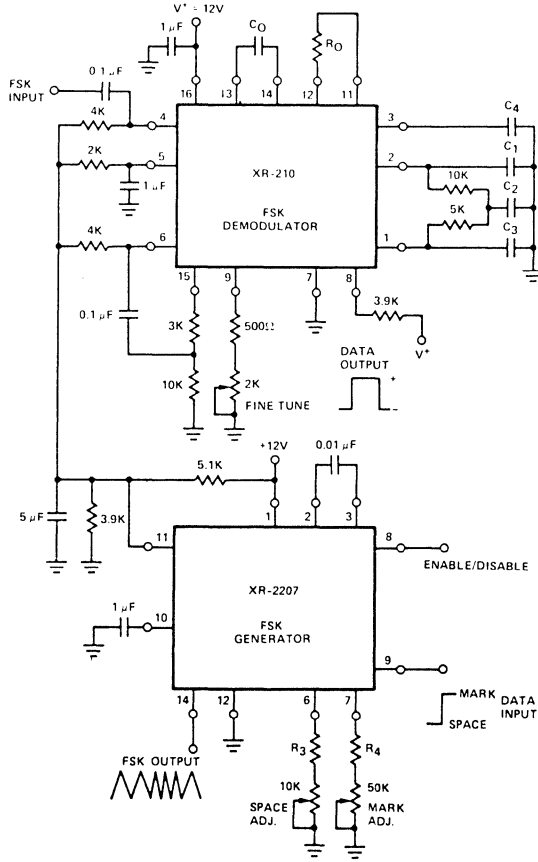 V⁺ = 12V
1 μF
C_O
R_O
0.1 μF
FSK INPUT
16 13 14 12 11
4K 4
3 C4
2K 5
2 C1
1 μF
XR-210
10K
C2
FSK DEMODULATOR
5K
4K 6
1 C3
15 9 7 8
0.1 μF
3K
500Ω
3.9K
V⁺
DATA OUTPUT
+
−
10K
2K
FINE TUNE
+12V
0.01 μF
5.1K
5 μF
3.9K
1 2 3
11
8
ENABLE/DISABLE
XR-2207
1 μF
10
FSK GENERATOR
9
MARK
DATA INPUT
SPACE
14 12 6 7
R3
R4
FSK OUTPUT
10K
50K
SPACE ADJ.
MARK ADJ.